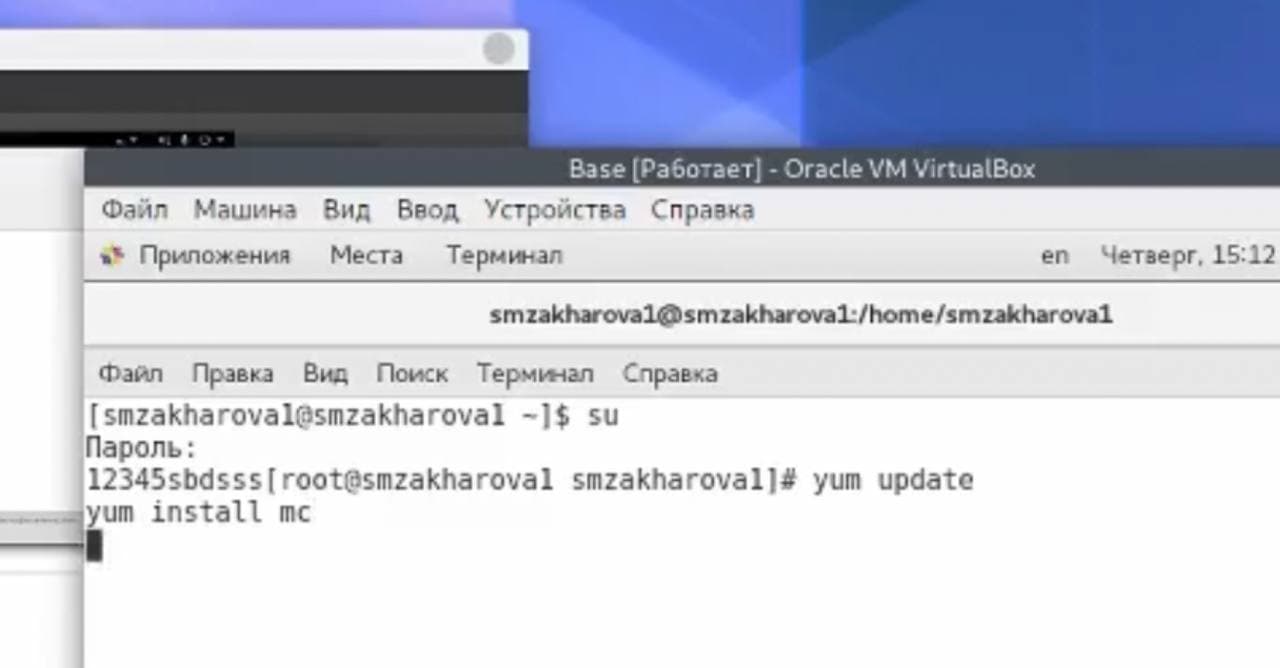 Base [Работает] - Oracle VM VirtualBox
Файл Машина Вид Ввод Устройства Справка
Приложения Места Терминал en Четверг, 15:12
smzakharova1@smzakharova1:/home/smzakharova1
Файл Правка Вид Поиск Терминал Справка
[smzakharova1@smzakharova1 ~]$ su
Пароль:
12345sbdsss[root@smzakharova1 smzakharova1]# yum update
yum install mc